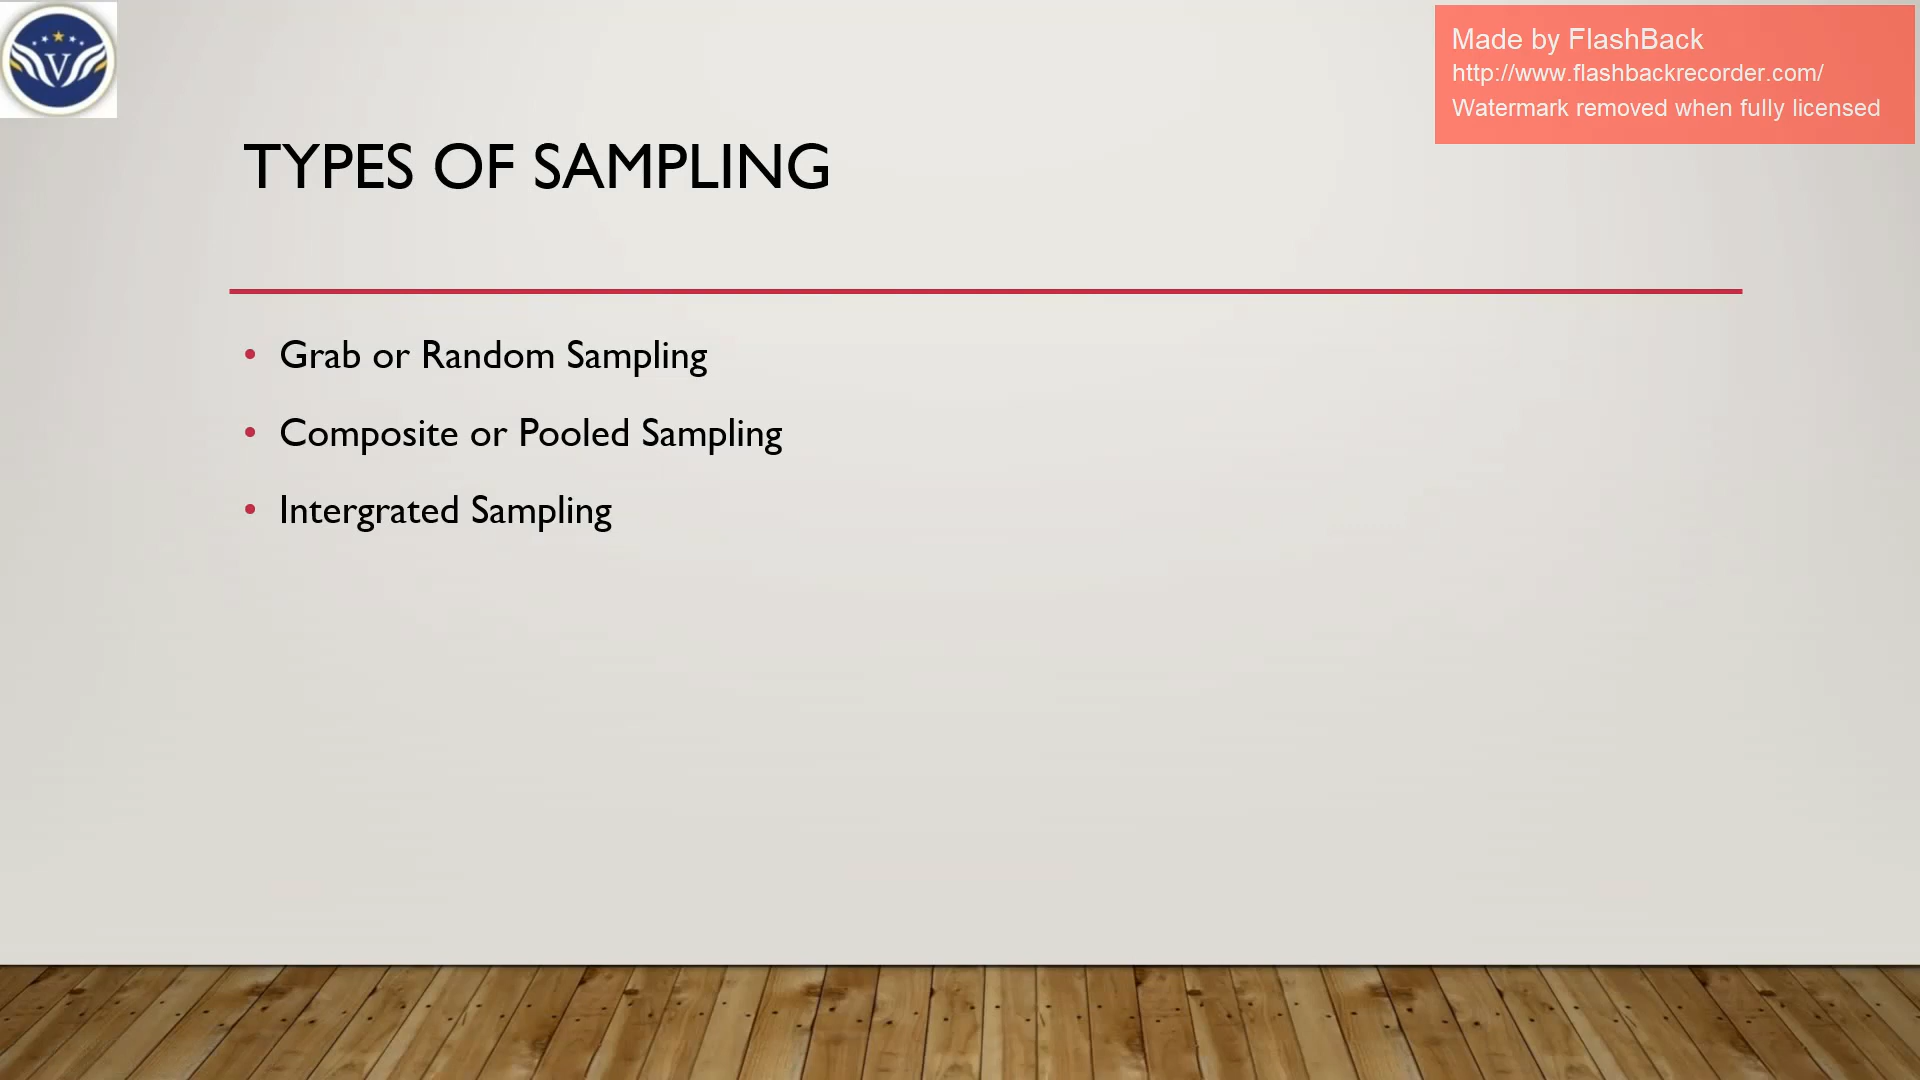 V
Made by FlashBack
http://www.flashbackrecorder.com/
Watermark removed when fully licensed
TYPES OF SAMPLING
• Grab or Random Sampling
• Composite or Pooled Sampling
• Intergrated Sampling